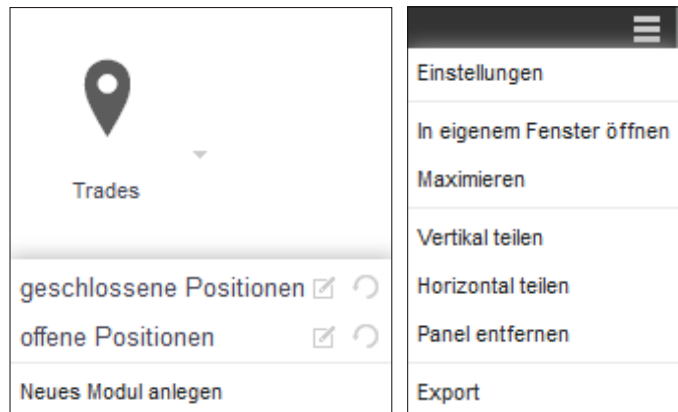 Trades
geschlossene Positionen
offene Positionen
Neues Modul anlegen
Einstellungen
In eigenem Fenster öffnen
Maximieren
Vertikal teilen
Horizontal teilen
Panel entfernen
Export